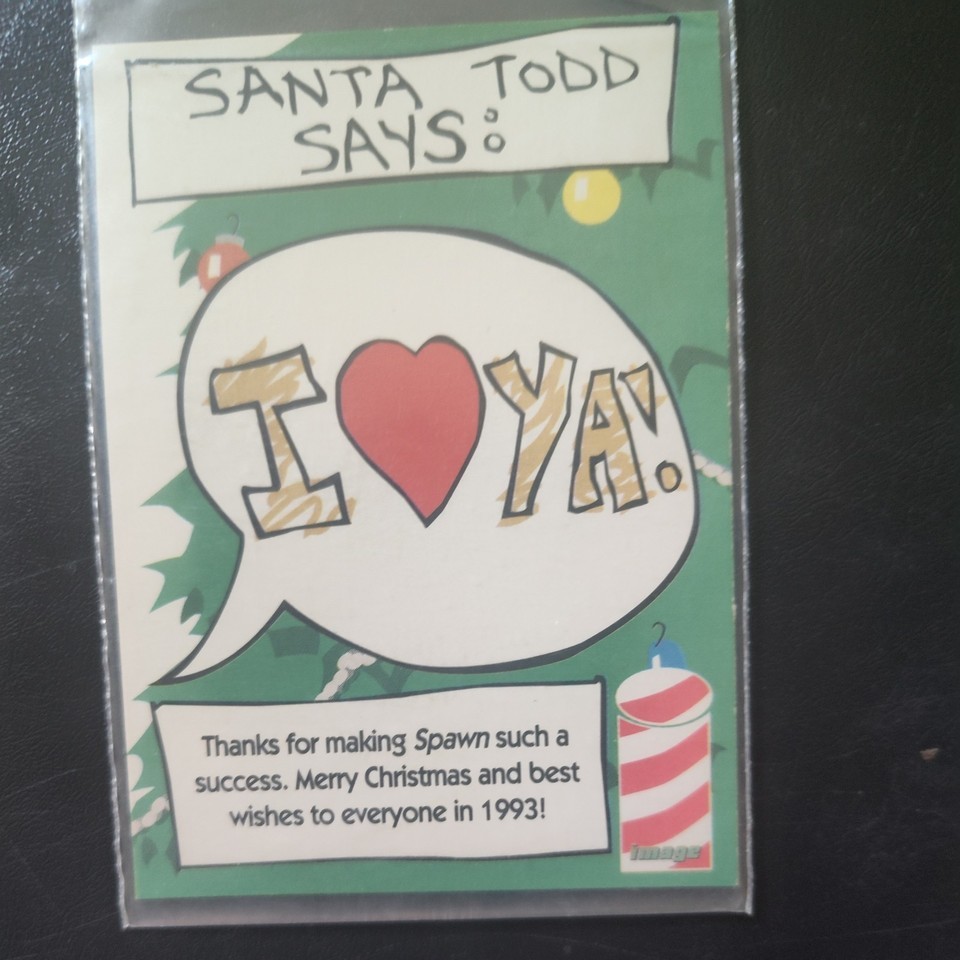 SANTA TODD
SAYS:
I ❤ YA!
Thanks for making Spawn such a
success. Merry Christmas and best
wishes to everyone in 1993!
image